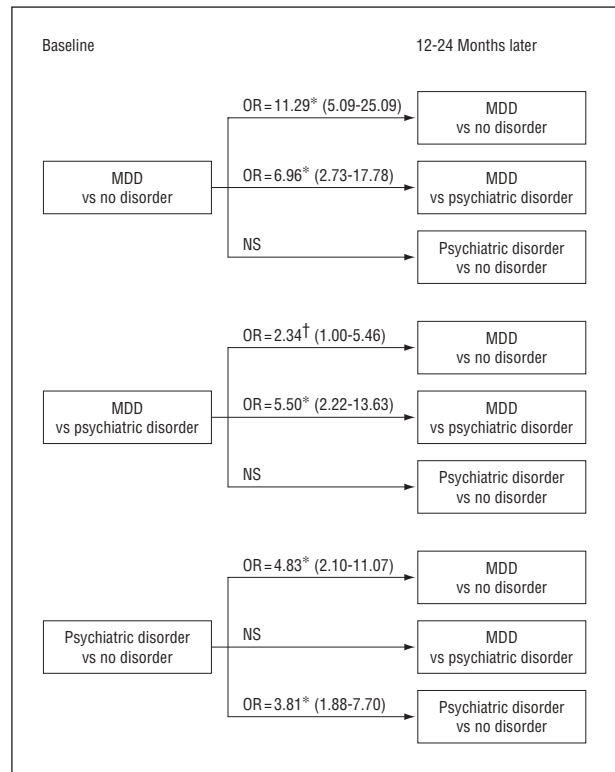 Baseline
12-24 Months later
MDD
vs no disorder
OR = 11.29* (5.09-25.09)
MDD
vs no disorder
OR = 6.96* (2.73-17.78)
MDD
vs psychiatric disorder
NS
Psychiatric disorder
vs no disorder
MDD
vs psychiatric disorder
OR = 2.34† (1.00-5.46)
MDD
vs no disorder
OR = 5.50* (2.22-13.63)
MDD
vs psychiatric disorder
NS
Psychiatric disorder
vs no disorder
Psychiatric disorder
vs no disorder
OR = 4.83* (2.10-11.07)
MDD
vs no disorder
NS
MDD
vs psychiatric disorder
OR = 3.81* (1.88-7.70)
Psychiatric disorder
vs no disorder